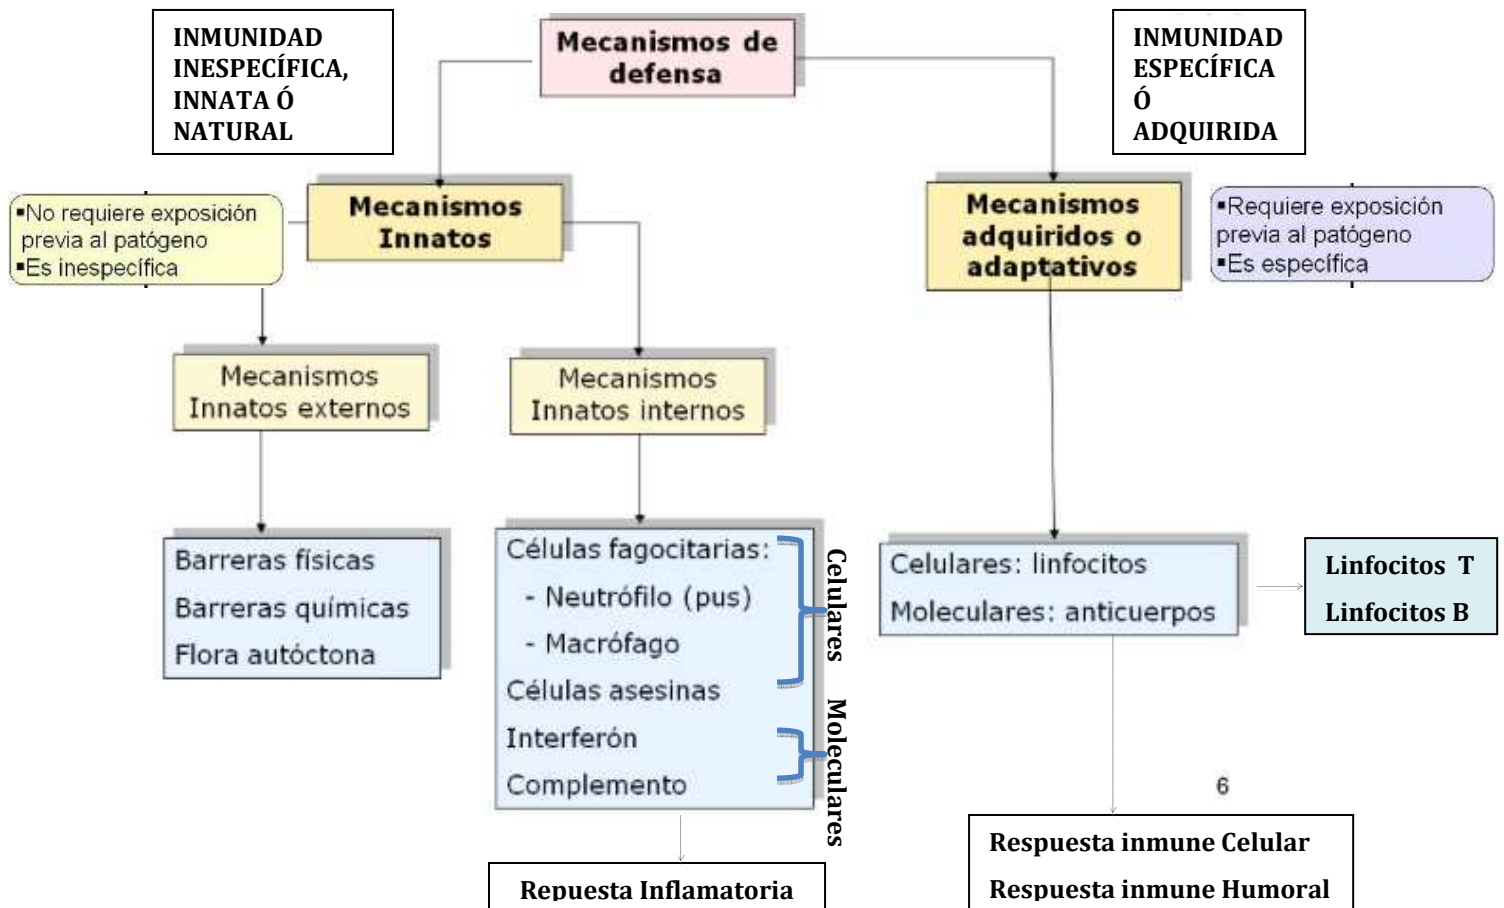 INMUNIDAD
INESPECÍFICA,
INNATA Ó
NATURAL
Mecanismos de
defensa
INMUNIDAD
ESPECÍFICA
Ó
ADQUIRIDA
▪No requiere exposición
previa al patógeno
▪Es inespecífica
Mecanismos
Innatos
Mecanismos
adquiridos o
adaptativos
▪Requiere exposición
previa al patógeno
▪Es específica
Mecanismos
Innatos externos
Mecanismos
Innatos internos
Barreras físicas
Barreras químicas
Flora autóctona
Células fagocitarias:
- Neutrófilo (pus)
- Macrófago
Células asesinas
Interferón
Complemento
Celulares
Moleculares
Celulares: linfocitos
Moleculares: anticuerpos
Linfocitos T
Linfocitos B
6
Repuesta Inflamatoria
Respuesta inmune Celular
Respuesta inmune Humoral